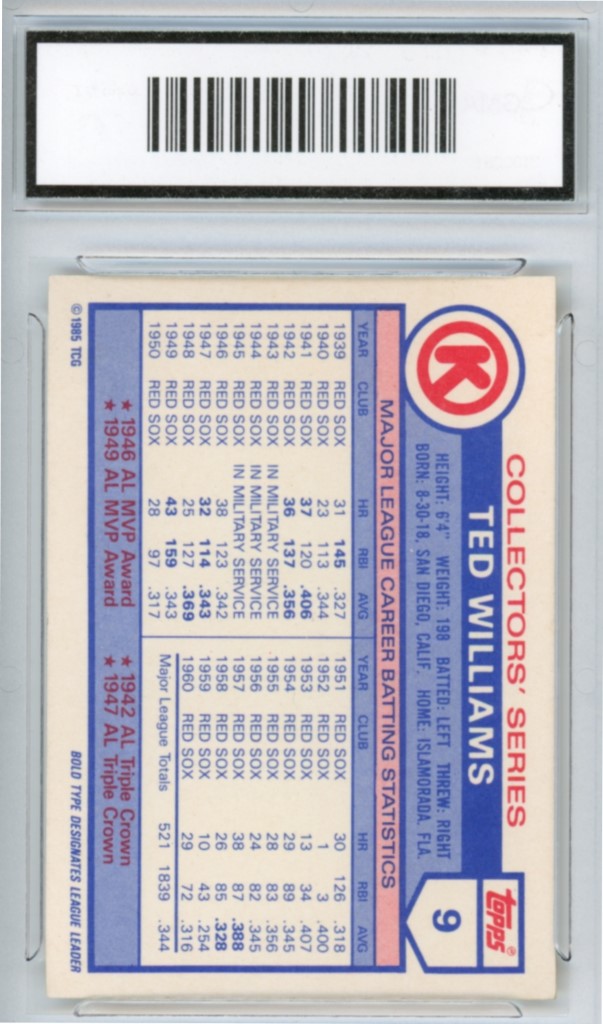 COLLECTORS' SERIES
Topps®
K
TED WILLIAMS
9
HEIGHT: 6'4" WEIGHT: 198 BATTED: LEFT THREW: RIGHT
BORN: 8-30-18, SAN DIEGO, CALIF. HOME: ISLAMORADA, FLA.
MAJOR LEAGUE CAREER BATTING STATISTICS
YEAR CLUB HR RBI AVG
1939 RED SOX 31 145 .327
1940 RED SOX 23 113 .344
1941 RED SOX 37 120 .406
1942 RED SOX 36 137 .356
1943 RED SOX IN MILITARY SERVICE
1944 RED SOX IN MILITARY SERVICE
1945 RED SOX IN MILITARY SERVICE
1946 RED SOX 38 123 .342
1947 RED SOX 32 114 .343
1948 RED SOX 25 127 .369
1949 RED SOX 43 159 .343
1950 RED SOX 28 97 .317
YEAR CLUB HR RBI AVG
1951 RED SOX 30 126 .318
1952 RED SOX 1 3 .400
1953 RED SOX 13 34 .407
1954 RED SOX 29 89 .345
1955 RED SOX 28 83 .356
1956 RED SOX 24 82 .345
1957 RED SOX 38 87 .388
1958 RED SOX 26 85 .328
1959 RED SOX 10 43 .254
1960 RED SOX 29 72 .316
Major League Totals 521 1839 .344
★ 1946 AL MVP Award ★ 1942 AL Triple Crown
★ 1949 AL MVP Award ★ 1947 AL Triple Crown
© 1985 TCG
BOLD TYPE DESIGNATES LEAGUE LEADER